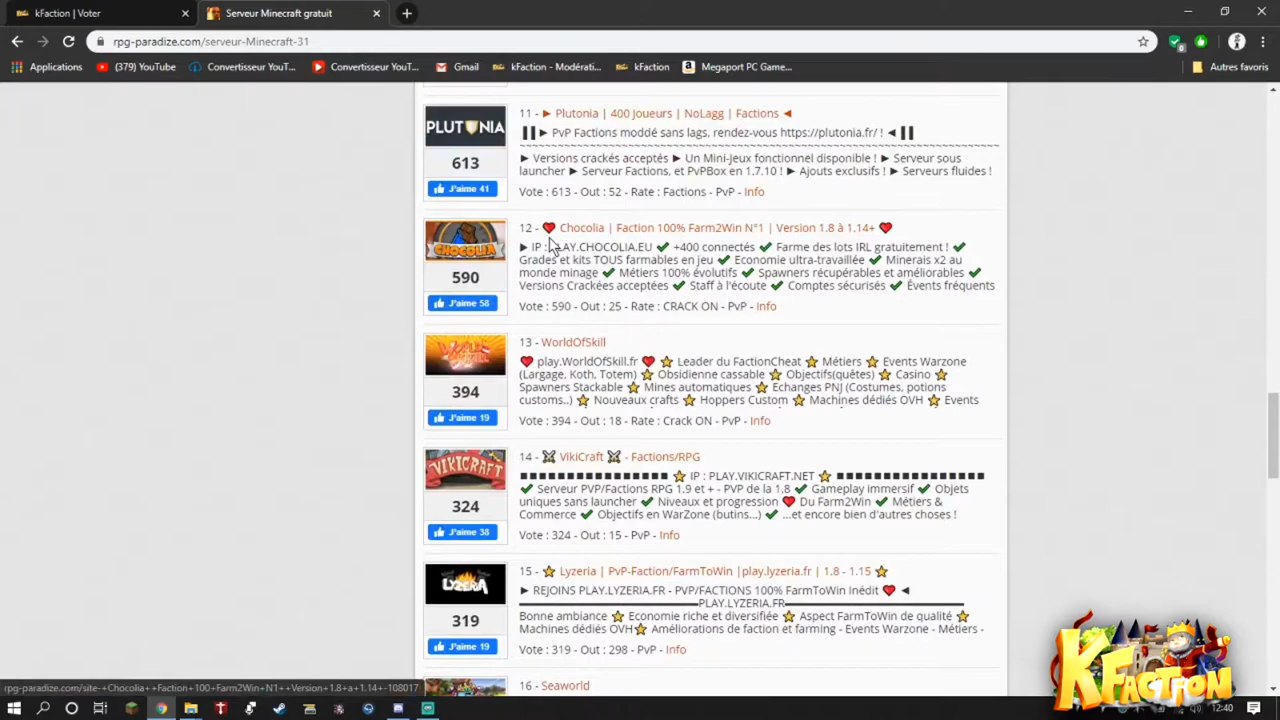 kFaction | Voter
Serveur Minecraft gratuit
rpg-paradize.com/serveur-Minecraft-31
Applications
(379) YouTube
Convertisseur YouT...
Convertisseur YouT...
Gmail
kFaction - Modérati...
kFaction
Megaport PC Game...
Autres favoris
11 - ► Plutonia | 400 Joueurs | NoLagg | Factions ◄
PLUTONIA
▌▌► PvP Factions moddé sans lags, rendez-vous https://plutonia.fr/ ! ◄▌▌
~~~~~~~~~~~~~~~~~~~~~~~~~~~~~~~~~~~~~~~~~~~~~~~~~~~~~~~~~~~~
613
► Versions crackés acceptés ► Un Mini-Jeux fonctionnel disponible ! ► Serveur sous
launcher ► Serveur Factions, et PvPBox en 1.7.10 ! ► Ajouts exclusifs ! ► Serveurs fluides !
J'aime 41
Vote : 613 - Out : 52 - Rate : Factions - PvP - Info
12 - ❤ Chocolia | Faction 100% Farm2Win N°1 | Version 1.8 à 1.14+ ❤
CHOCOLIA
► IP : PLAY.CHOCOLIA.EU ✔ +400 connectés ✔ Farme des lots IRL gratuitement ! ✔
Grades et kits TOUS farmables en jeu ✔ Economie ultra-travaillée ✔ Minerais x2 au
590
monde minage ✔ Métiers 100% évolutifs ✔ Spawners récupérables et améliorables ✔
Versions Crackées acceptées ✔ Staff à l'écoute ✔ Comptes sécurisés ✔ Évents fréquents
J'aime 58
Vote : 590 - Out : 25 - Rate : CRACK ON - PvP - Info
13 - WorldOfSkill
❤ play.WorldOfSkill.fr ❤ ⭐ Leader du FactionCheat ⭐ Métiers ⭐ Events Warzone
(Largage, Koth, Totem) ⭐ Obsidienne cassable ⭐ Objectifs(quêtes) ⭐ Casino ⭐
394
Spawners Stackable ⭐ Mines automatiques ⭐ Echanges PNJ (Costumes, potions
customs..) ⭐ Nouveaux crafts ⭐ Hoppers Custom ⭐ Machines dédiés OVH ⭐ Events
J'aime 19
Vote : 394 - Out : 18 - Rate : Crack ON - PvP - Info
14 - ⚔ VikiCraft ⚔ - Factions/RPG
VIKICRAFT
■■■■■■■■■■■■■■■■ ⭐ IP : PLAY.VIKICRAFT.NET ⭐ ■■■■■■■■■■■■■■■■
✔ Serveur PVP/Factions RPG 1.9 et + - PVP de la 1.8 ✔ Gameplay immersif ✔ Objets
324
uniques sans launcher ✔ Niveaux et progression ❤ Du Farm2Win ✔ Métiers &
Commerce ✔ Objectifs en WarZone (butins...) ✔ ...et encore bien d'autres choses !
J'aime 38
Vote : 324 - Out : 15 - PvP - Info
15 - ⭐ Lyzeria | PvP-Faction/FarmToWin |play.lyzeria.fr | 1.8 - 1.15 ⭐
LYZERIA
► REJOINS PLAY.LYZERIA.FR - PVP/FACTIONS 100% FarmToWin Inédit ❤ ◄
▬▬▬▬▬▬▬▬PLAY.LYZERIA.FR▬▬▬▬▬▬▬▬
319
Bonne ambiance ⭐ Economie riche et diversifiée ⭐ Aspect FarmToWin de qualité ⭐
Machines dédiés OVH⭐ Améliorations de faction et farming - Events Warzone - Métiers -
J'aime 19
Vote : 319 - Out : 298 - PvP - Info
16 - Seaworld
rpg-paradize.com/site- Chocolia++Faction+100+Farm2Win+N1++Version+1.8+a+1.14+-108017
KFACTION
12:40